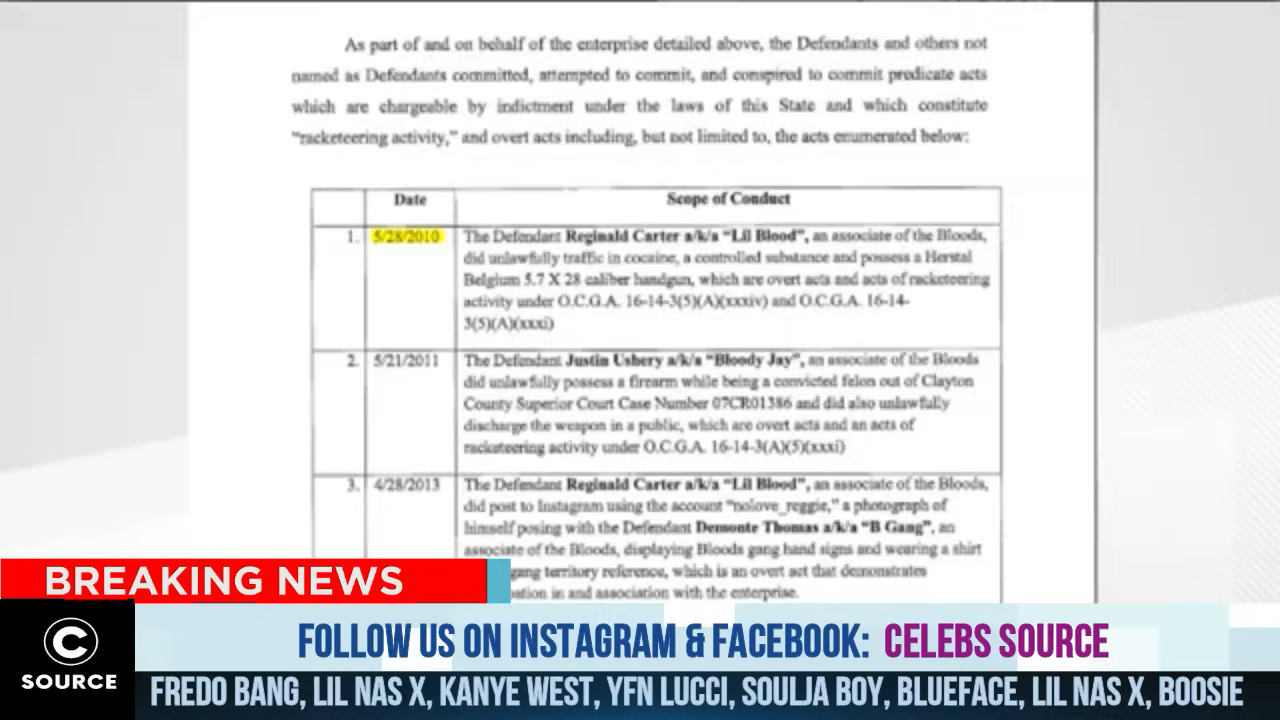 As part of and on behalf of the enterprise detailed above, the Defendants and others not
named as Defendants committed, attempted to commit, and conspired to commit predicate acts
which are chargeable by indictment under the laws of this State and which constitute
"racketeering activity," and overt acts including, but not limited to, the acts enumerated below:
Date Scope of Conduct
1. 5/28/2010 The Defendant Reginald Carter a/k/a "Lil Blood", an associate of the Bloods,
did unlawfully traffic in cocaine, a controlled substance and possess a Herstal
Belgium 5.7 X 28 caliber handgun, which are overt acts and acts of racketeering
activity under O.C.G.A. 16-14-3(5)(A)(xxxiv) and O.C.G.A. 16-14-
3(5)(A)(xxxi)
2. 5/21/2011 The Defendant Justin Ushery a/k/a "Bloody Jay", an associate of the Bloods
did unlawfully possess a firearm while being a convicted felon out of Clayton
County Superior Court Case Number 07CR01386 and did also unlawfully
discharge the weapon in a public, which are overt acts and an acts of
racketeering activity under O.C.G.A. 16-14-3(A)(5)(xxxi)
3. 4/28/2013 The Defendant Reginald Carter a/k/a "Lil Blood", an associate of the Bloods,
did post to Instagram using the account "nolove_reggie," a photograph of
himself posing with the Defendant Demonte Thomas a/k/a "B Gang", an
associate of the Bloods, displaying Bloods gang hand signs and wearing a shirt
gang territory reference, which is an overt act that demonstrates
in and association with the enterprise.
BREAKING NEWS
C
SOURCE
FOLLOW US ON INSTAGRAM & FACEBOOK: CELEBS SOURCE
FREDO BANG, LIL NAS X, KANYE WEST, YFN LUCCI, SOULJA BOY, BLUEFACE, LIL NAS X, BOOSIE